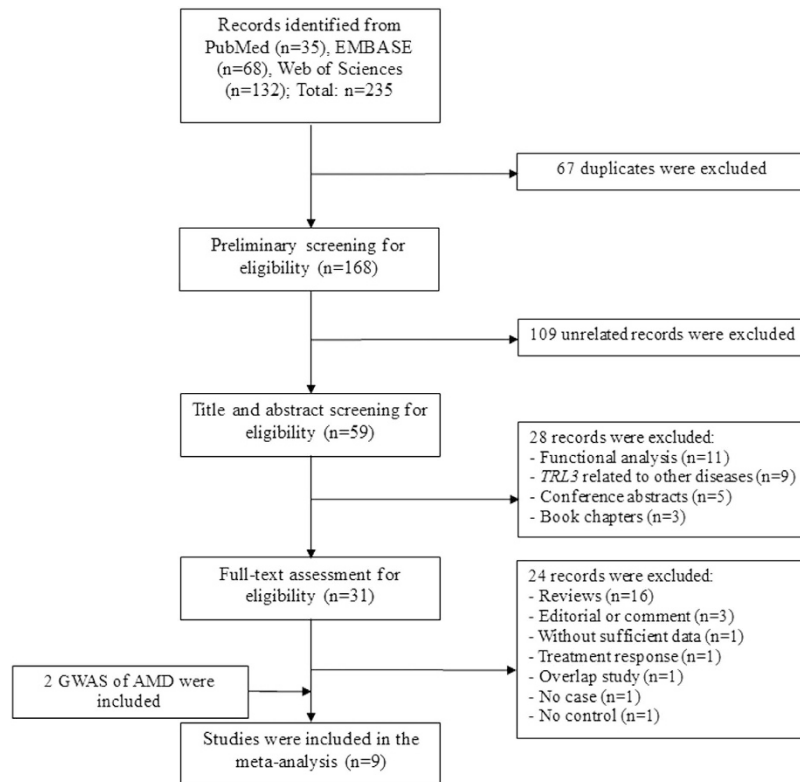 Records identified from
PubMed (n=35), EMBASE
(n=68), Web of Sciences
(n=132); Total: n=235
67 duplicates were excluded
Preliminary screening for
eligibility (n=168)
109 unrelated records were excluded
Title and abstract screening for
eligibility (n=59)
28 records were excluded:
- Functional analysis (n=11)
- TRL3 related to other diseases (n=9)
- Conference abstracts (n=5)
- Book chapters (n=3)
Full-text assessment for
eligibility (n=31)
24 records were excluded:
- Reviews (n=16)
- Editorial or comment (n=3)
- Without sufficient data (n=1)
- Treatment response (n=1)
- Overlap study (n=1)
- No case (n=1)
- No control (n=1)
2 GWAS of AMD were
included
Studies were included in the
meta-analysis (n=9)